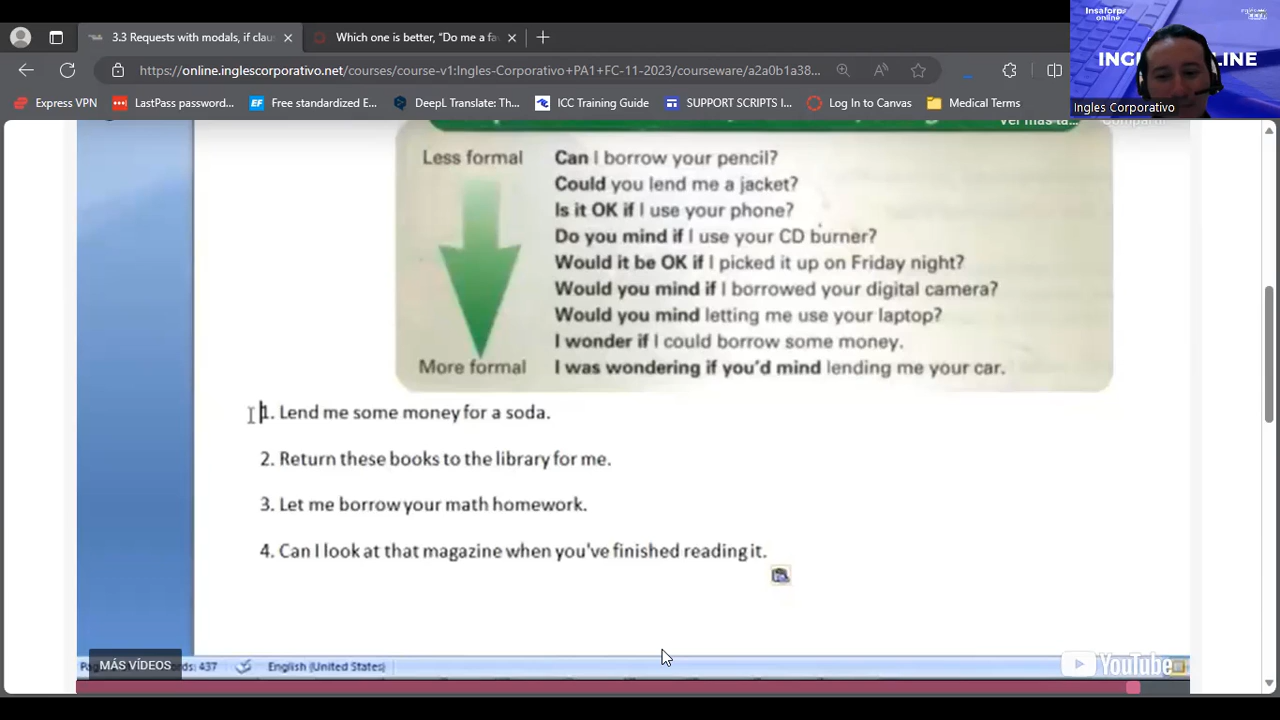 3.3 Requests with modals, if clau
Which one is better, “Do me a fa
https://online.inglescorporativo.net/courses/course-v1:Ingles-Corporativo+PA1+FC-11-2023/courseware/a2a0b1a38...
Express VPN
LastPass password...
Free standardized E...
DeepL Translate: Th...
ICC Training Guide
SUPPORT SCRIPTS I...
Log In to Canvas
Medical Terms
Insaforp
online
Ingles Corporativo
Ver más ta...
Less formal
Can I borrow your pencil?
Could you lend me a jacket?
Is it OK if I use your phone?
Do you mind if I use your CD burner?
Would it be OK if I picked it up on Friday night?
Would you mind if I borrowed your digital camera?
Would you mind letting me use your laptop?
I wonder if I could borrow some money.
More formal
I was wondering if you'd mind lending me your car.
1. Lend me some money for a soda.
2. Return these books to the library for me.
3. Let me borrow your math homework.
4. Can I look at that magazine when you've finished reading it.
MÁS VÍDEOS
437
English (United States)
YouTube